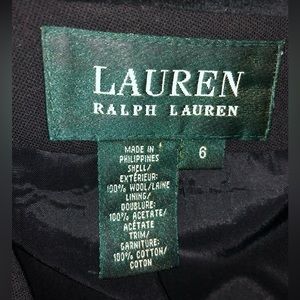 LAUREN
RALPH LAUREN
MADE IN
PHILIPPINES
SHELL/
EXTÉRIEUR:
100% WOOL/LAINE
LINING/
DOUBLURE:
100% ACETATE/
ACÉTATE
TRIM/
GARNITURE:
100% COTTON/
COTON
6